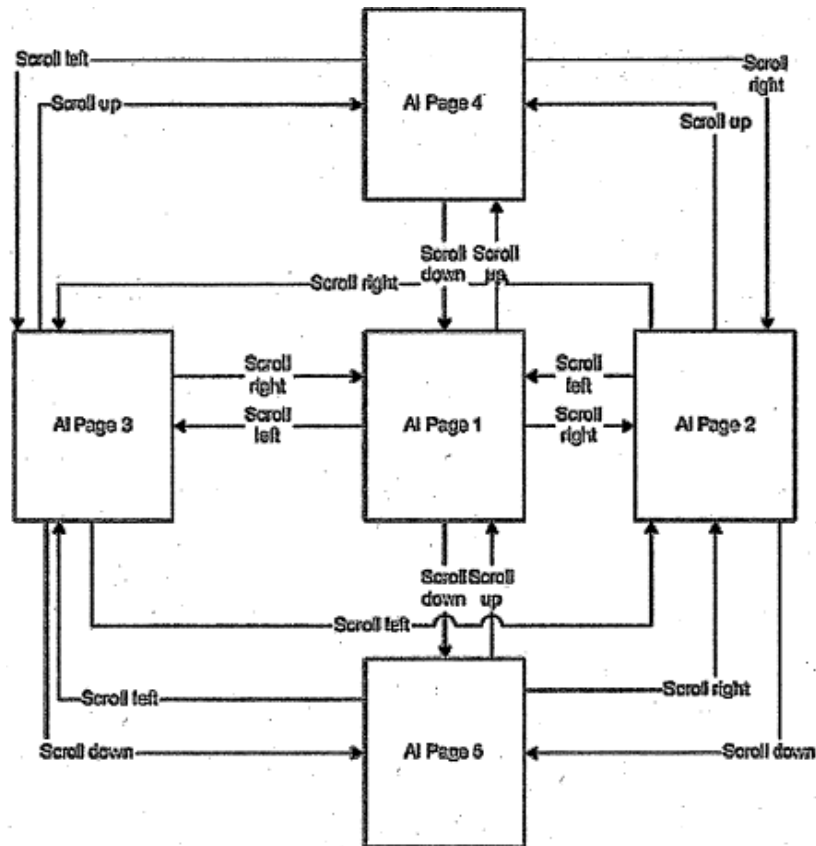 Scroll left
Scroll
right
Scroll up
AI Page 4
Scroll up
Scroll
down
Scroll
up
Scroll right
Scroll
right
Scroll
left
AI Page 3
Scroll
left
AI Page 1
Scroll
right
AI Page 2
Scroll
down
Scroll
up
Scroll left
Scroll left
Scroll right
Scroll down
AI Page 5
Scroll down